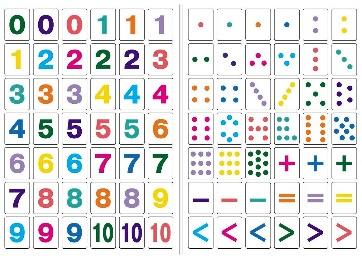 0 0 0 1 1 1
1 2 2 2 2 3
3 3 3 4 4 4
4 5 5 5 5 6
6 6 6 7 7 7
7 8 8 8 8 9
9 9 9 10 10 10
+ + +
− − − = = =
< < < > > >